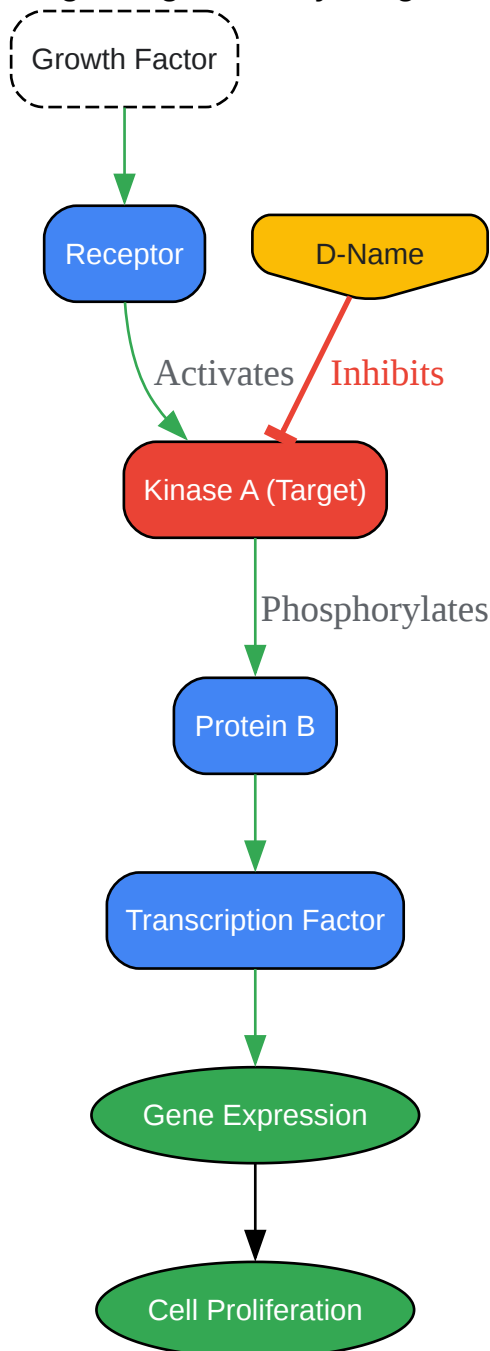 Growth Factor
Receptor
D-Name
Activates
Inhibits
Kinase A (Target)
Phosphorylates
Protein B
Transcription Factor
Gene Expression
Cell Proliferation